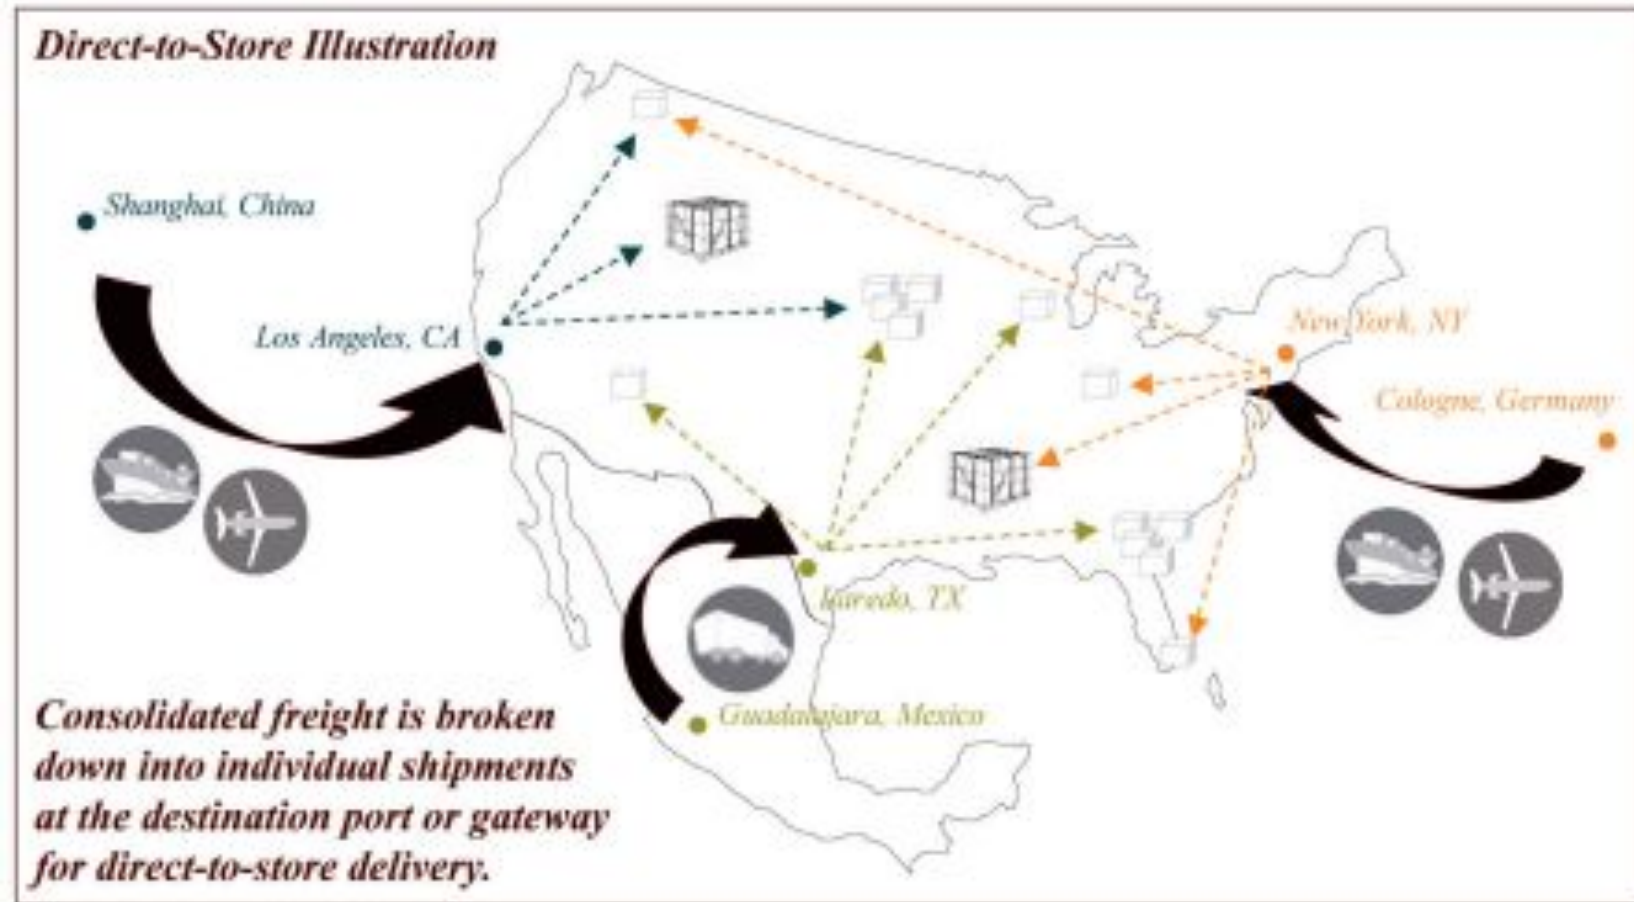 Direct-to-Store Illustration
Shanghai, China
Los Angeles, CA
New York, NY
Cologne, Germany
Laredo, TX
Guadalajara, Mexico
Consolidated freight is broken
down into individual shipments
at the destination port or gateway
for direct-to-store delivery.